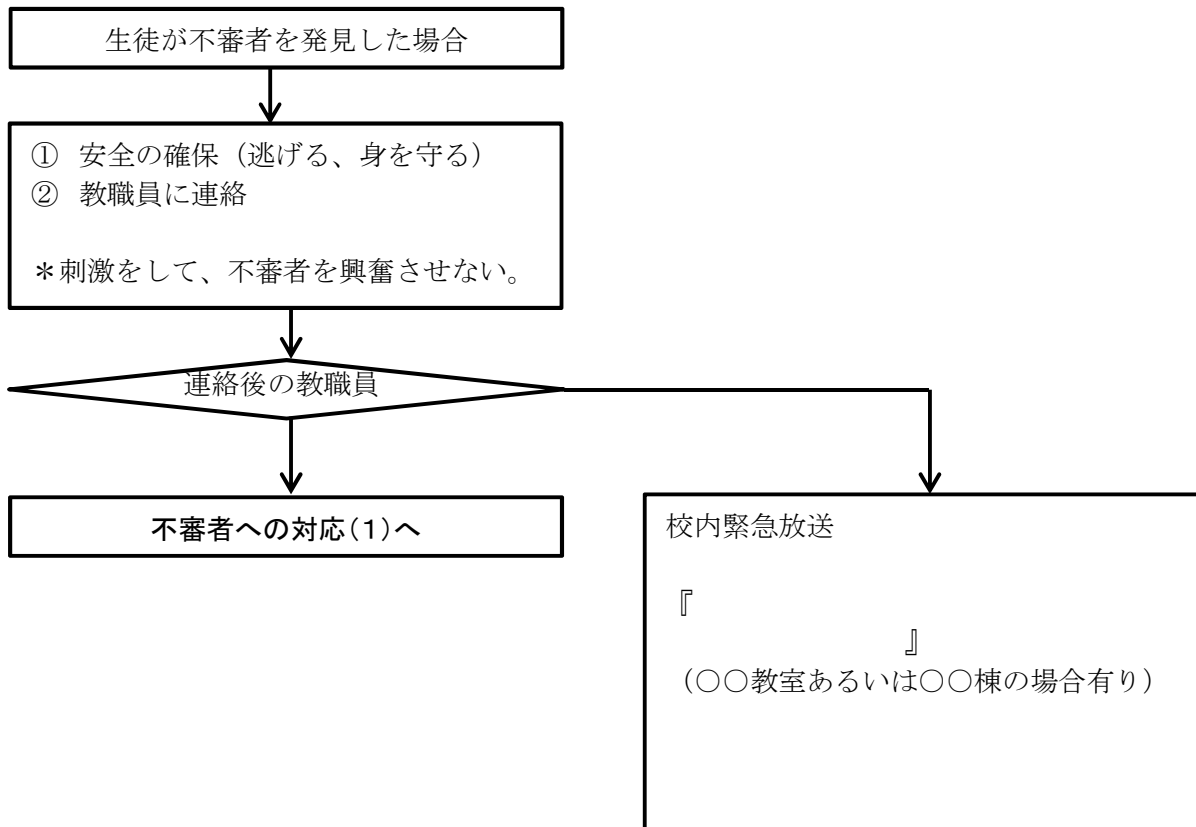 生徒が不審者を発見した場合
① 安全の確保（逃げる、身を守る）
② 教職員に連絡
＊刺激をして、不審者を興奮させない。
連絡後の教職員
不審者への対応(1)へ
校内緊急放送
『
』
（○○教室あるいは○○棟の場合有り）